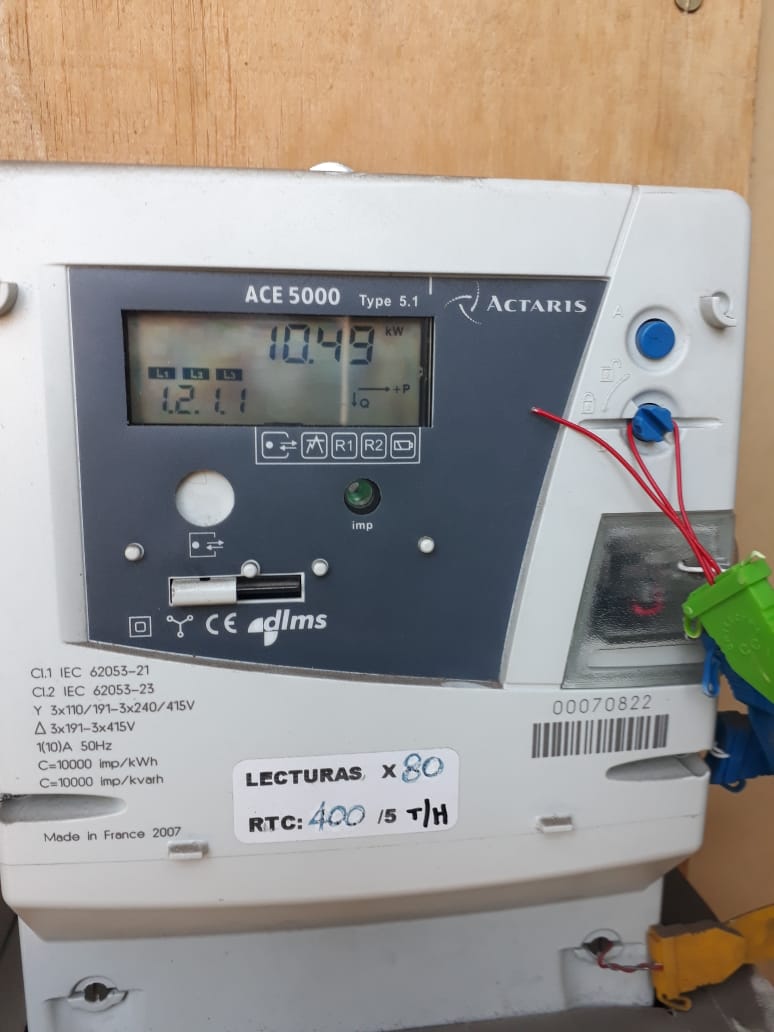 ACE 5000 Type 5.1
ACTARIS
10.49 kW
L1 L2 L3
1.2.1.1
+P
Q
A
R1 R2
imp
CE dlms
Cl.1 IEC 62053-21
Cl.2 IEC 62053-23
Y 3x110/191-3x240/415V
Δ 3x191-3x415V
1(10)A 50Hz
C=10000 imp/kWh
C=10000 imp/kvarh
Made in France 2007
00070822
LECTURAS X 80
RTC: 400 /5 T/H